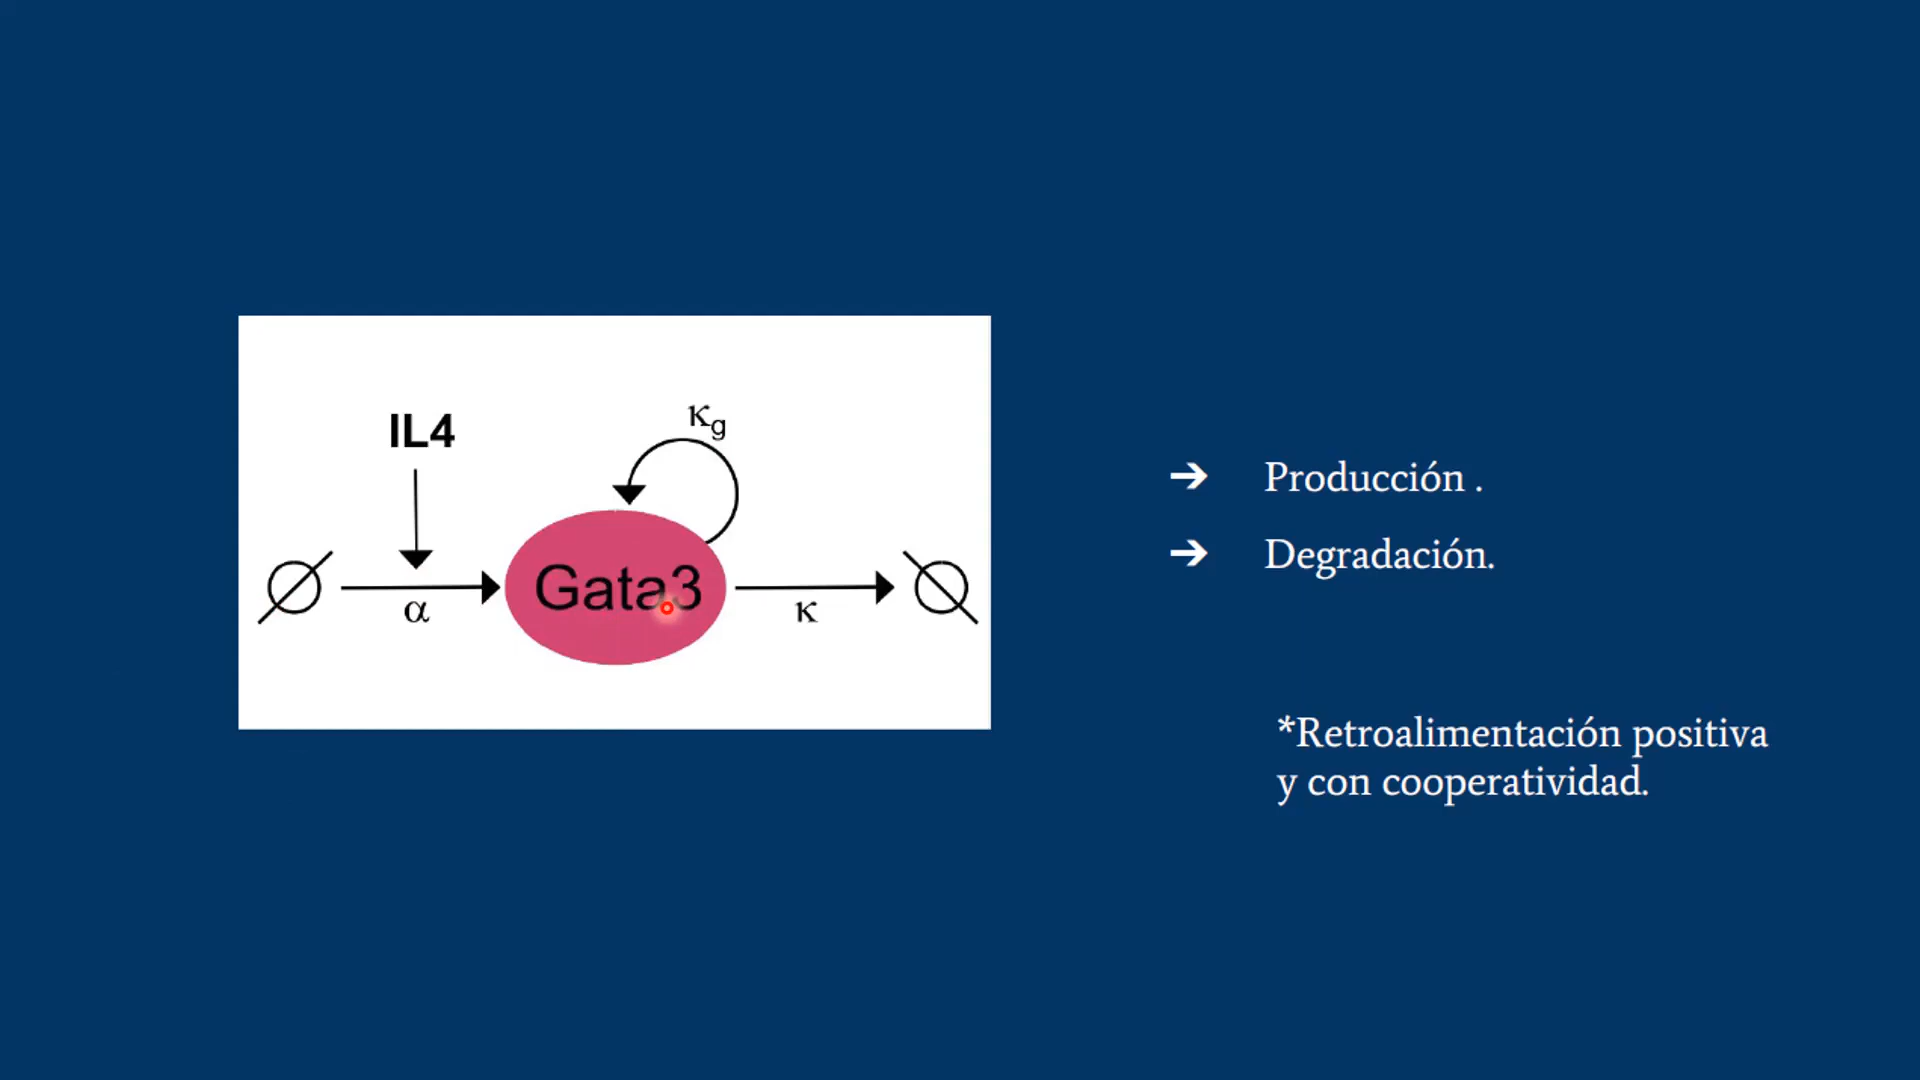 IL4
κg
Gata3
α
κ
➔ Producción .
➔ Degradación.
*Retroalimentación positiva
y con cooperatividad.